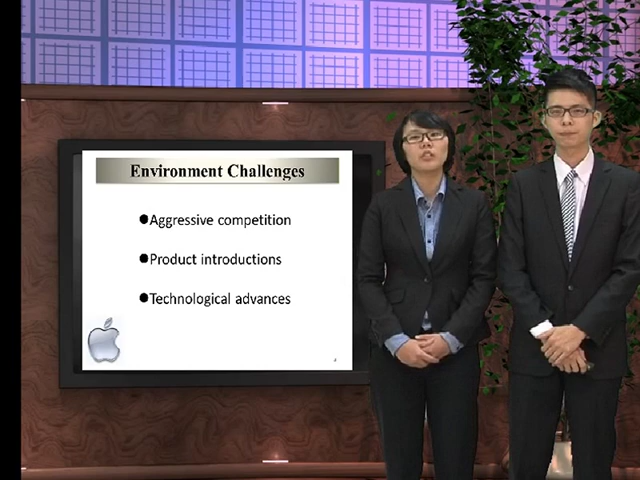 Environment Challenges
●Aggressive competition
●Product introductions
●Technological advances